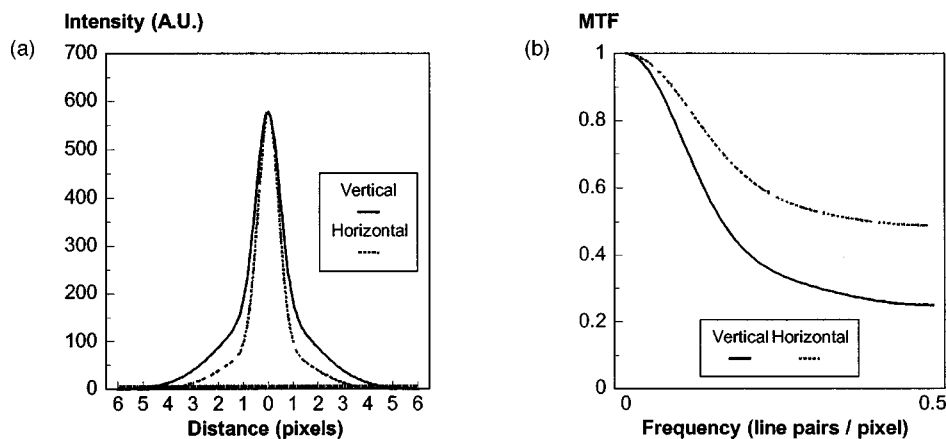 (a)
Intensity (A.U.)
700
600
500
400
300
200
100
0
Vertical
Horizontal
6 5 4 3 2 1 0 1 2 3 4 5 6
Distance (pixels)
(b)
MTF
1
0.8
0.6
0.4
0.2
0
Vertical Horizontal
0 0.5
Frequency (line pairs / pixel)